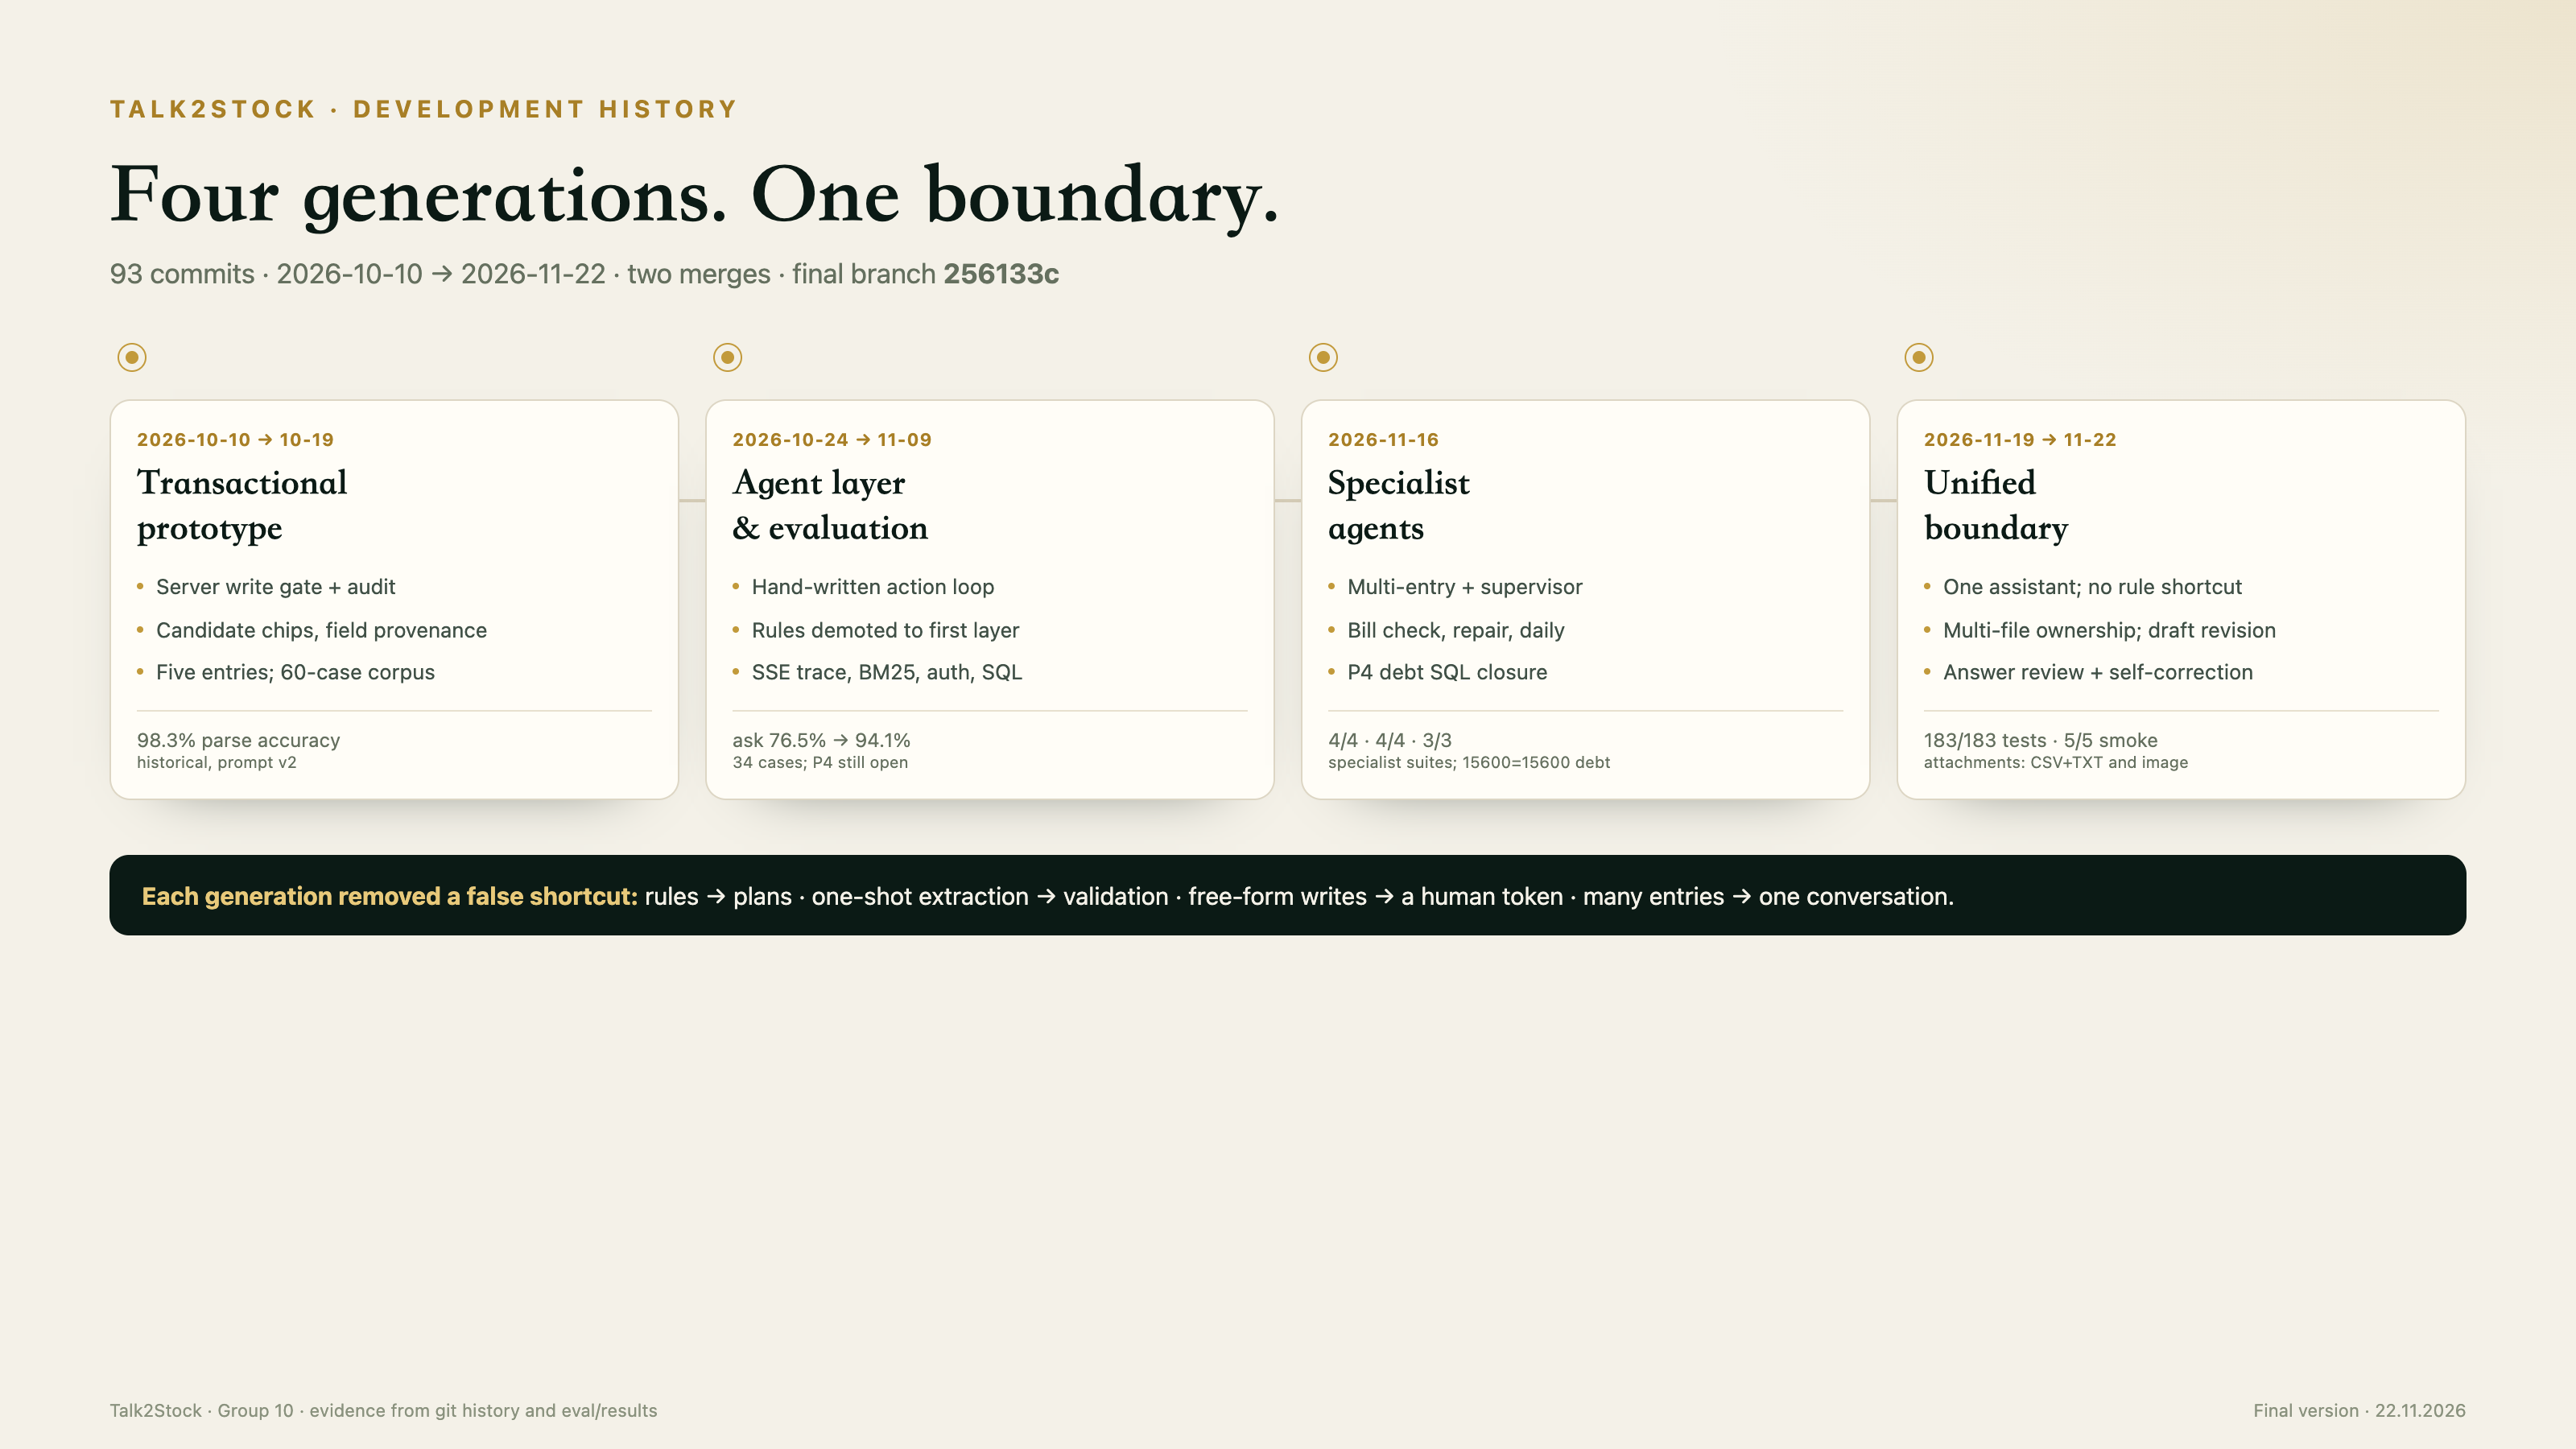 TALK2STOCK · DEVELOPMENT HISTORY
Four generations. One boundary.
93 commits · 2026-10-10 → 2026-11-22 · two merges · final branch 256133c
2026-10-10 → 10-19
Transactional
prototype
• Server write gate + audit
• Candidate chips, field provenance
• Five entries; 60-case corpus
98.3% parse accuracy
historical, prompt v2
2026-10-24 → 11-09
Agent layer
& evaluation
• Hand-written action loop
• Rules demoted to first layer
• SSE trace, BM25, auth, SQL
ask 76.5% → 94.1%
34 cases; P4 still open
2026-11-16
Specialist
agents
• Multi-entry + supervisor
• Bill check, repair, daily
• P4 debt SQL closure
4/4 · 4/4 · 3/3
specialist suites; 15600=15600 debt
2026-11-19 → 11-22
Unified
boundary
• One assistant; no rule shortcut
• Multi-file ownership; draft revision
• Answer review + self-correction
183/183 tests · 5/5 smoke
attachments: CSV+TXT and image
Each generation removed a false shortcut: rules → plans · one-shot extraction → validation · free-form writes → a human token · many entries → one conversation.
Talk2Stock · Group 10 · evidence from git history and eval/results
Final version · 22.11.2026